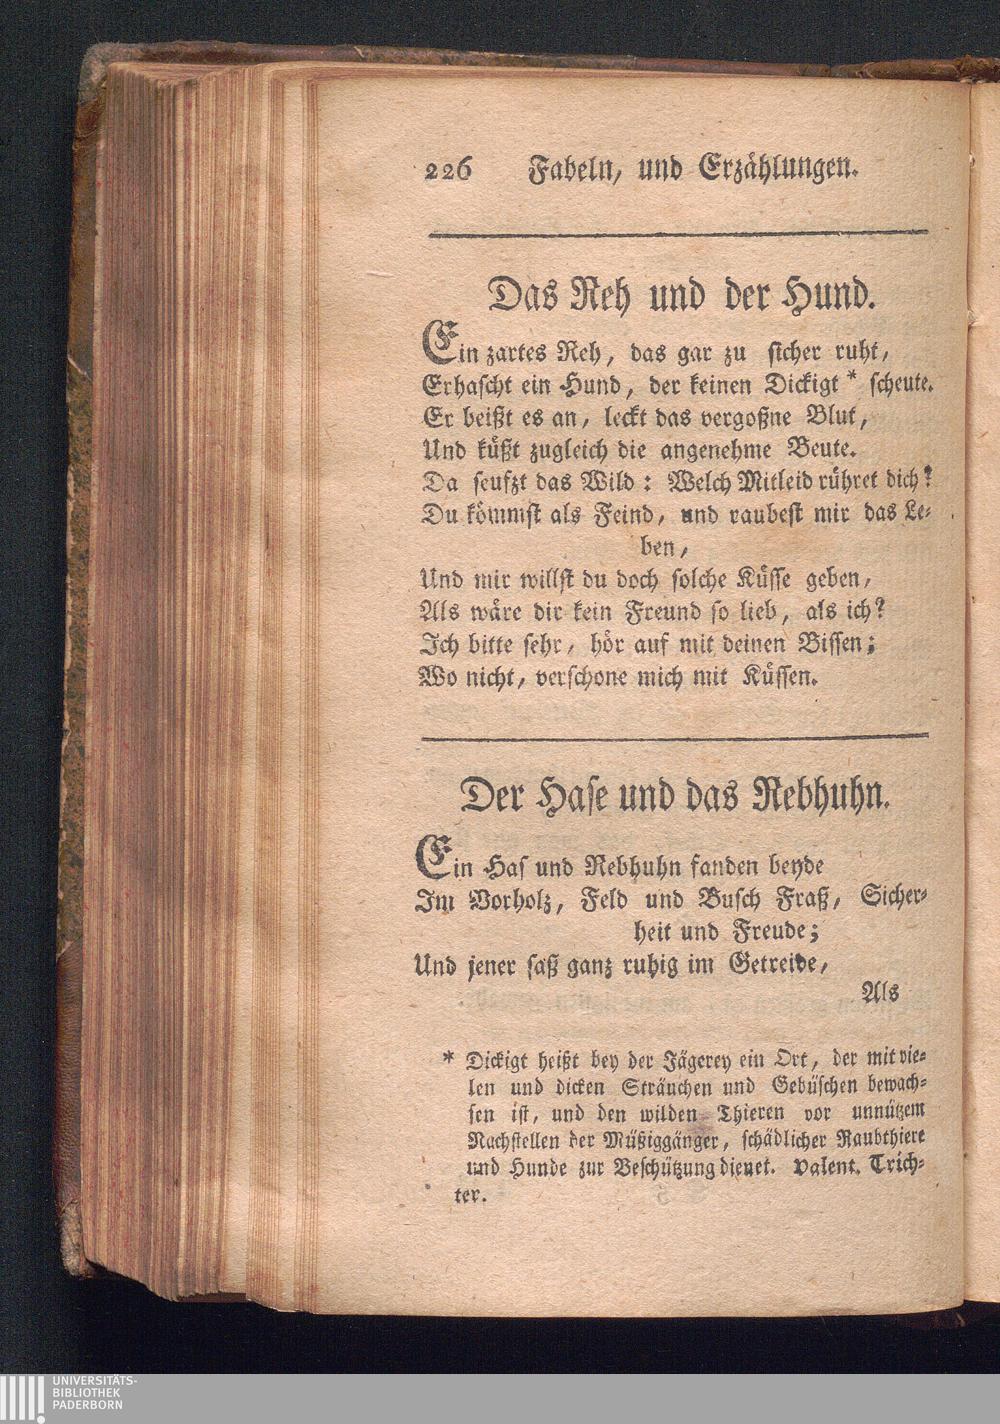 226 Fabeln, und Erzählungen.
Das Reh und der Hund.
Ein zartes Reh, das gar zu sicher ruht,
Erhascht ein Hund, der keinen Dickigt * scheute.
Er beißt es an, leckt das vergoßne Blut,
Und küßt zugleich die angenehme Beute.
Da seufzt das Wild: Welch Mitleid rühret dich?
Du kömmst als Feind, und raubest mir das Le-
ben,
Und mir willst du doch solche Küsse geben,
Als wäre dir kein Freund so lieb, als ich?
Ich bitte sehr, hör auf mit deinen Bissen;
Wo nicht, verschone mich mit Küssen.
Der Hase und das Rebhuhn.
Ein Has und Rebhuhn fanden beyde
Im Vorholz, Feld und Busch Fraß, Sicher-
heit und Freude;
Und jener saß ganz ruhig im Getreide,
Als
* Dickigt heißt bey der Jägerey ein Ort, der mit vie-
len und dicken Sträuchen und Gebüschen bewach-
sen ist, und den wilden Thieren vor unnützem
Nachstellen der Müßiggänger, schädlicher Raubthiere
und Hunde zur Beschützung dienet. Valent. Trich-
ter.
UNIVERSITÄTS-
BIBLIOTHEK
PADERBORN